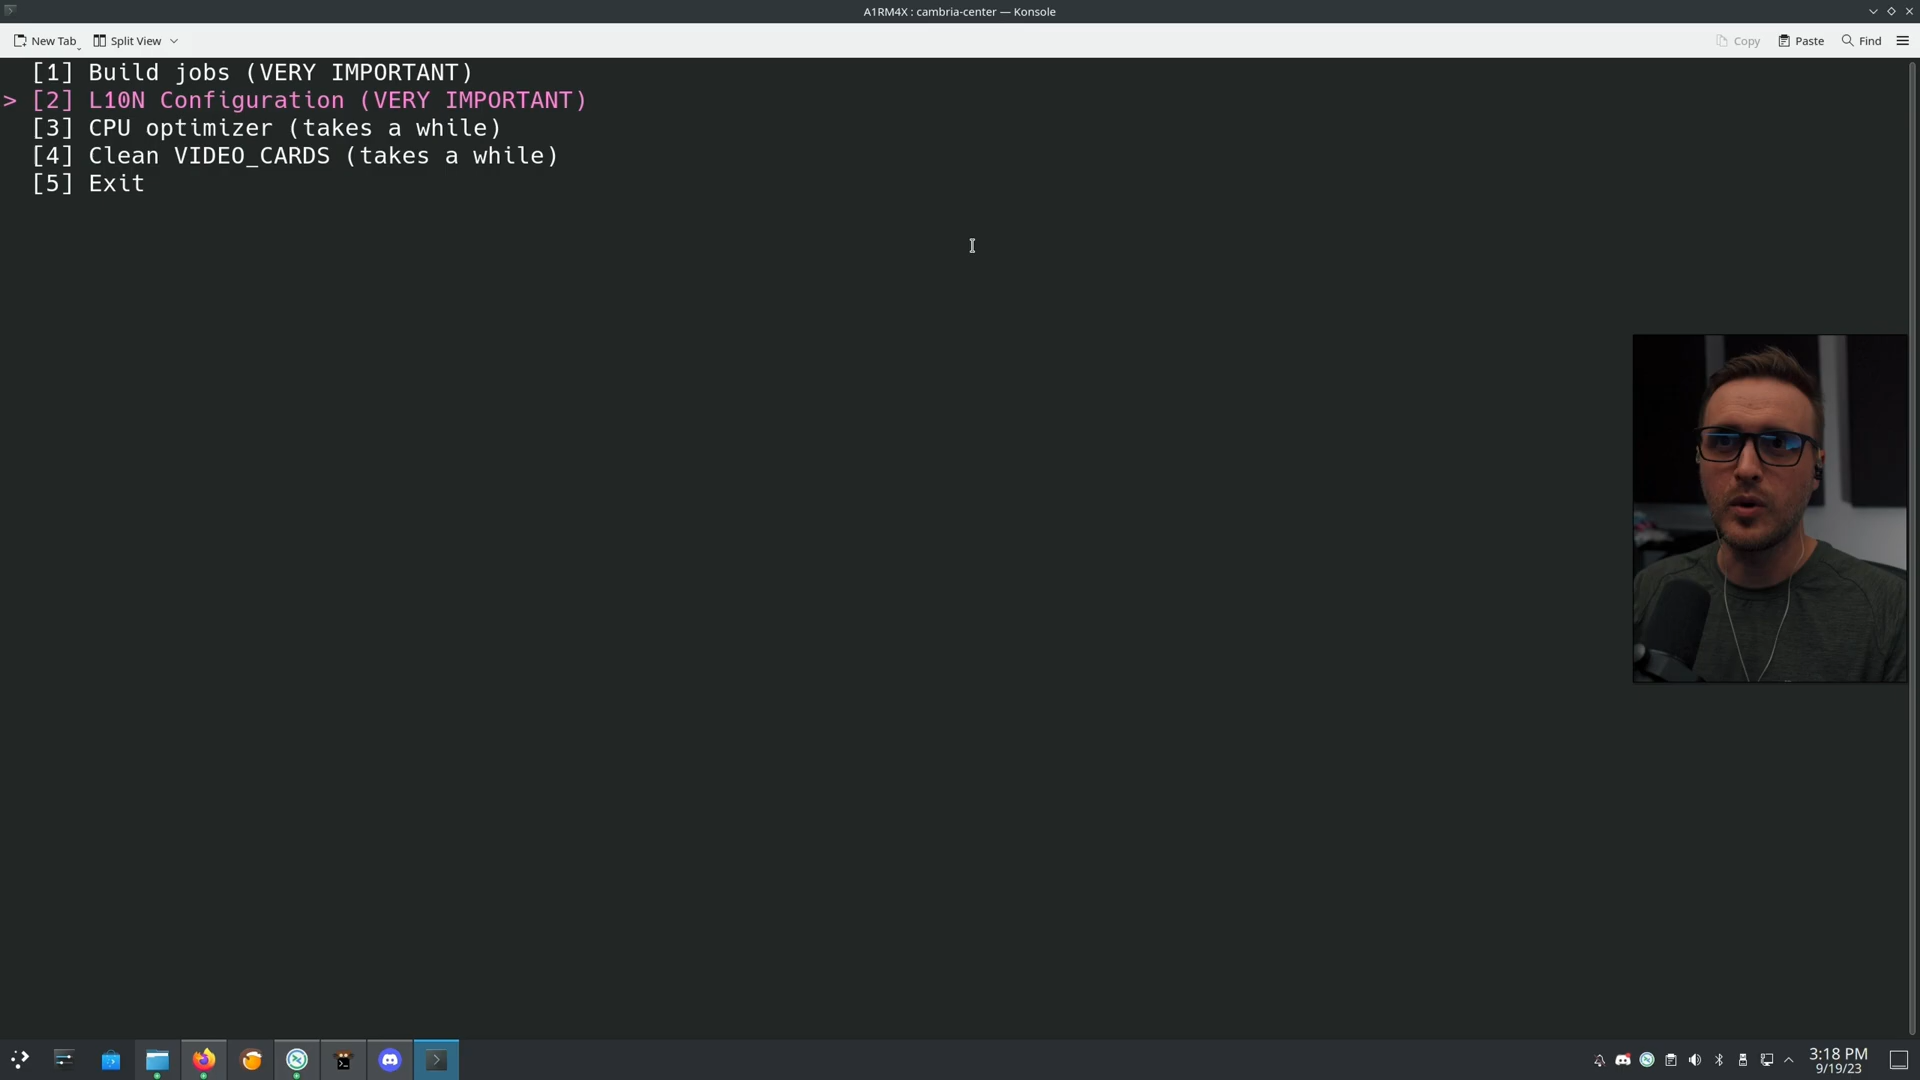 A1RM4X : cambria-center — Konsole
New Tab
Split View
Copy
Paste
Find
[1] Build jobs (VERY IMPORTANT)
> [2] L10N Configuration (VERY IMPORTANT)
[3] CPU optimizer (takes a while)
[4] Clean VIDEO_CARDS (takes a while)
[5] Exit
3:18 PM
9/19/23